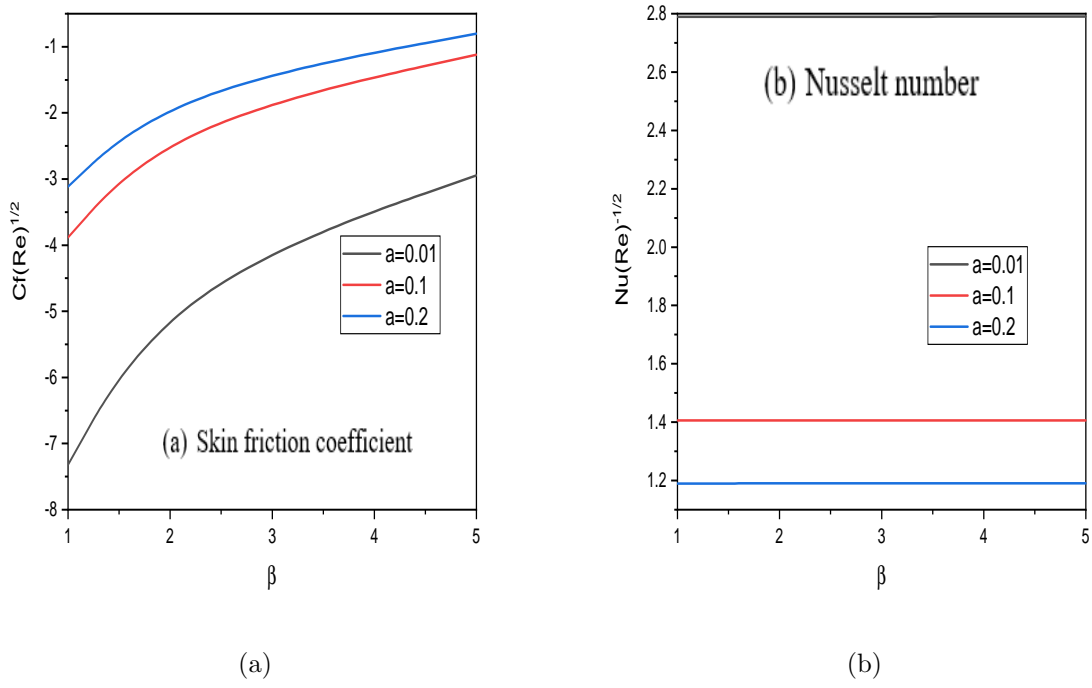 -1
-2
-3
-4
-5
-6
-7
-8
Cf(Re)^1/2
a=0.01
a=0.1
a=0.2
(a) Skin friction coefficient
1 2 3 4 5
β
(a)
2.8
2.6
2.4
2.2
2.0
1.8
1.6
1.4
1.2
Nu(Re)^-1/2
(b) Nusselt number
a=0.01
a=0.1
a=0.2
1 2 3 4 5
β
(b)